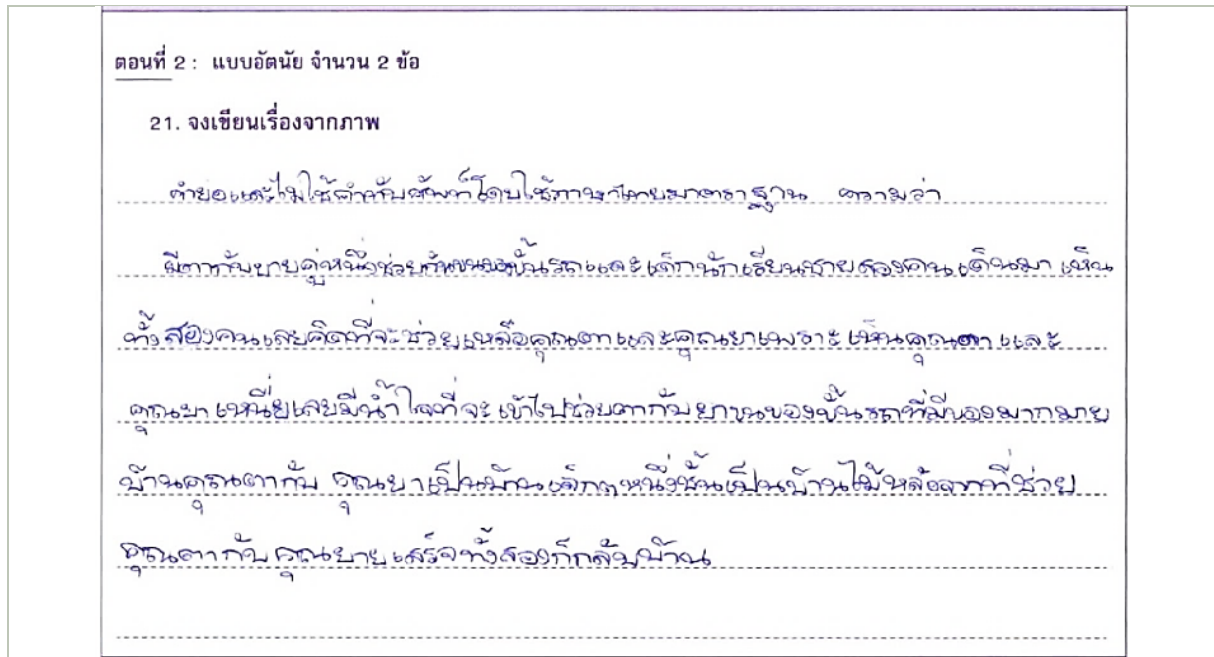 ตอนที่ 2 : แบบอัตนัย จำนวน 2 ข้อ
21. จงเขียนเรื่องจากภาพ
คำย่อและไม่ใช้คำทับศัพท์โดยใช้ภาษาไทยมาตราฐาน ความว่า
มีตากับยายคู่หนึ่งช่วยกันขนของขึ้นรถและเด็กนักเรียนชายสองคนเดินมาเห็น
ทั้งสองคนเลยคิดที่จะช่วยเหลือคุณตาและคุณยาเพราะเห็นคุณตา และ
คุณยา เหนี่ยเลยมีน้ำใจที่จะเข้าไปช่วยตากับยาขนของขึ้นรถที่มีของมากมาย
บ้านคุณตากับ คุณยาเป็นบ้านเล็กๆหนึ่งชั้นเป็นบ้านไม้หลังจากที่ช่วย
คุณตากับคุณยายเสร็จทั้งสองก็กลับบ้าน